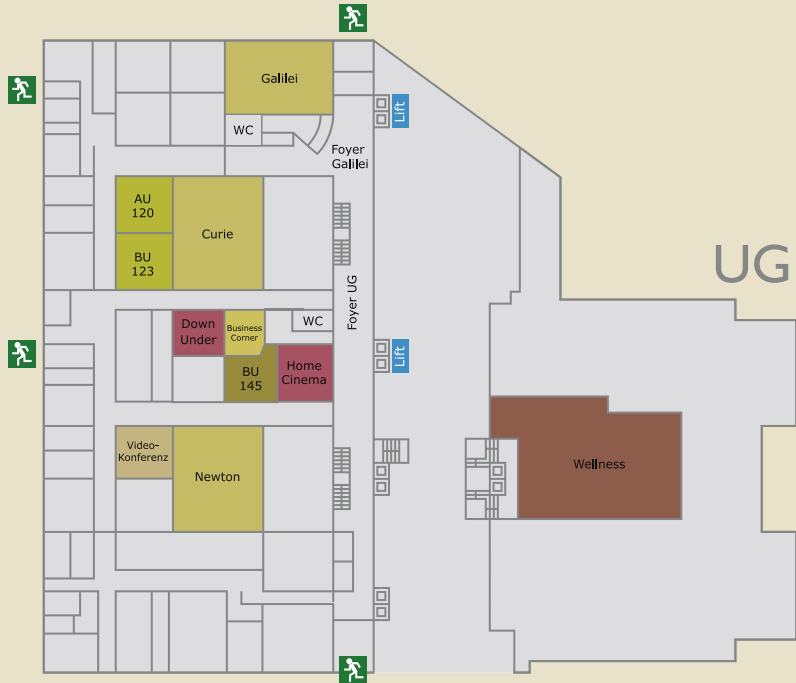 Galilei
Lift
WC
Foyer
Galilei
AU
120
Curie
BU
123
UG
Foyer UG
Down
Under
Business
Corner
WC
Lift
BU
145
Home
Cinema
Video-
Konferenz
Newton
Wellness